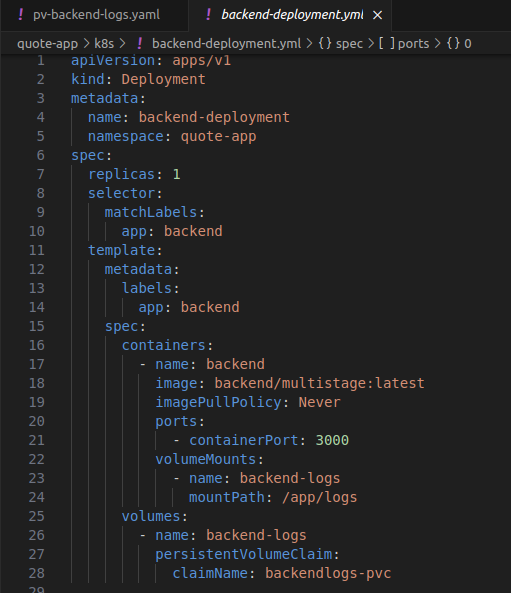 ! pv-backend-logs.yaml ! backend-deployment.yml ×
quote-app > k8s > ! backend-deployment.yml > {} spec > [ ] ports > {} 0
1 apiVersion: apps/v1
2 kind: Deployment
3 metadata:
4   name: backend-deployment
5   namespace: quote-app
6 spec:
7   replicas: 1
8   selector:
9     matchLabels:
10       app: backend
11   template:
12     metadata:
13       labels:
14         app: backend
15     spec:
16       containers:
17         - name: backend
18           image: backend/multistage:latest
19           imagePullPolicy: Never
20           ports:
21             - containerPort: 3000
22           volumeMounts:
23             - name: backend-logs
24               mountPath: /app/logs
25       volumes:
26         - name: backend-logs
27           persistentVolumeClaim:
28             claimName: backendlogs-pvc
29